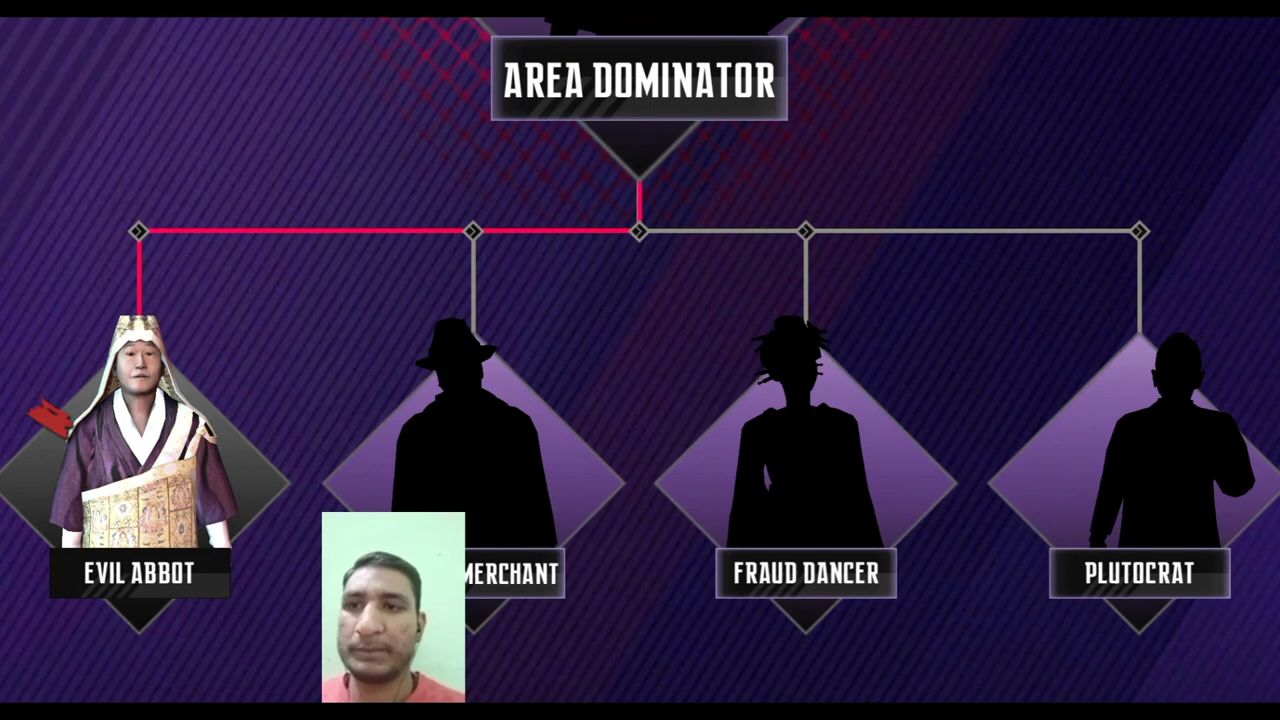 AREA DOMINATOR
EVIL ABBOT
MERCHANT
FRAUD DANCER
PLUTOCRAT